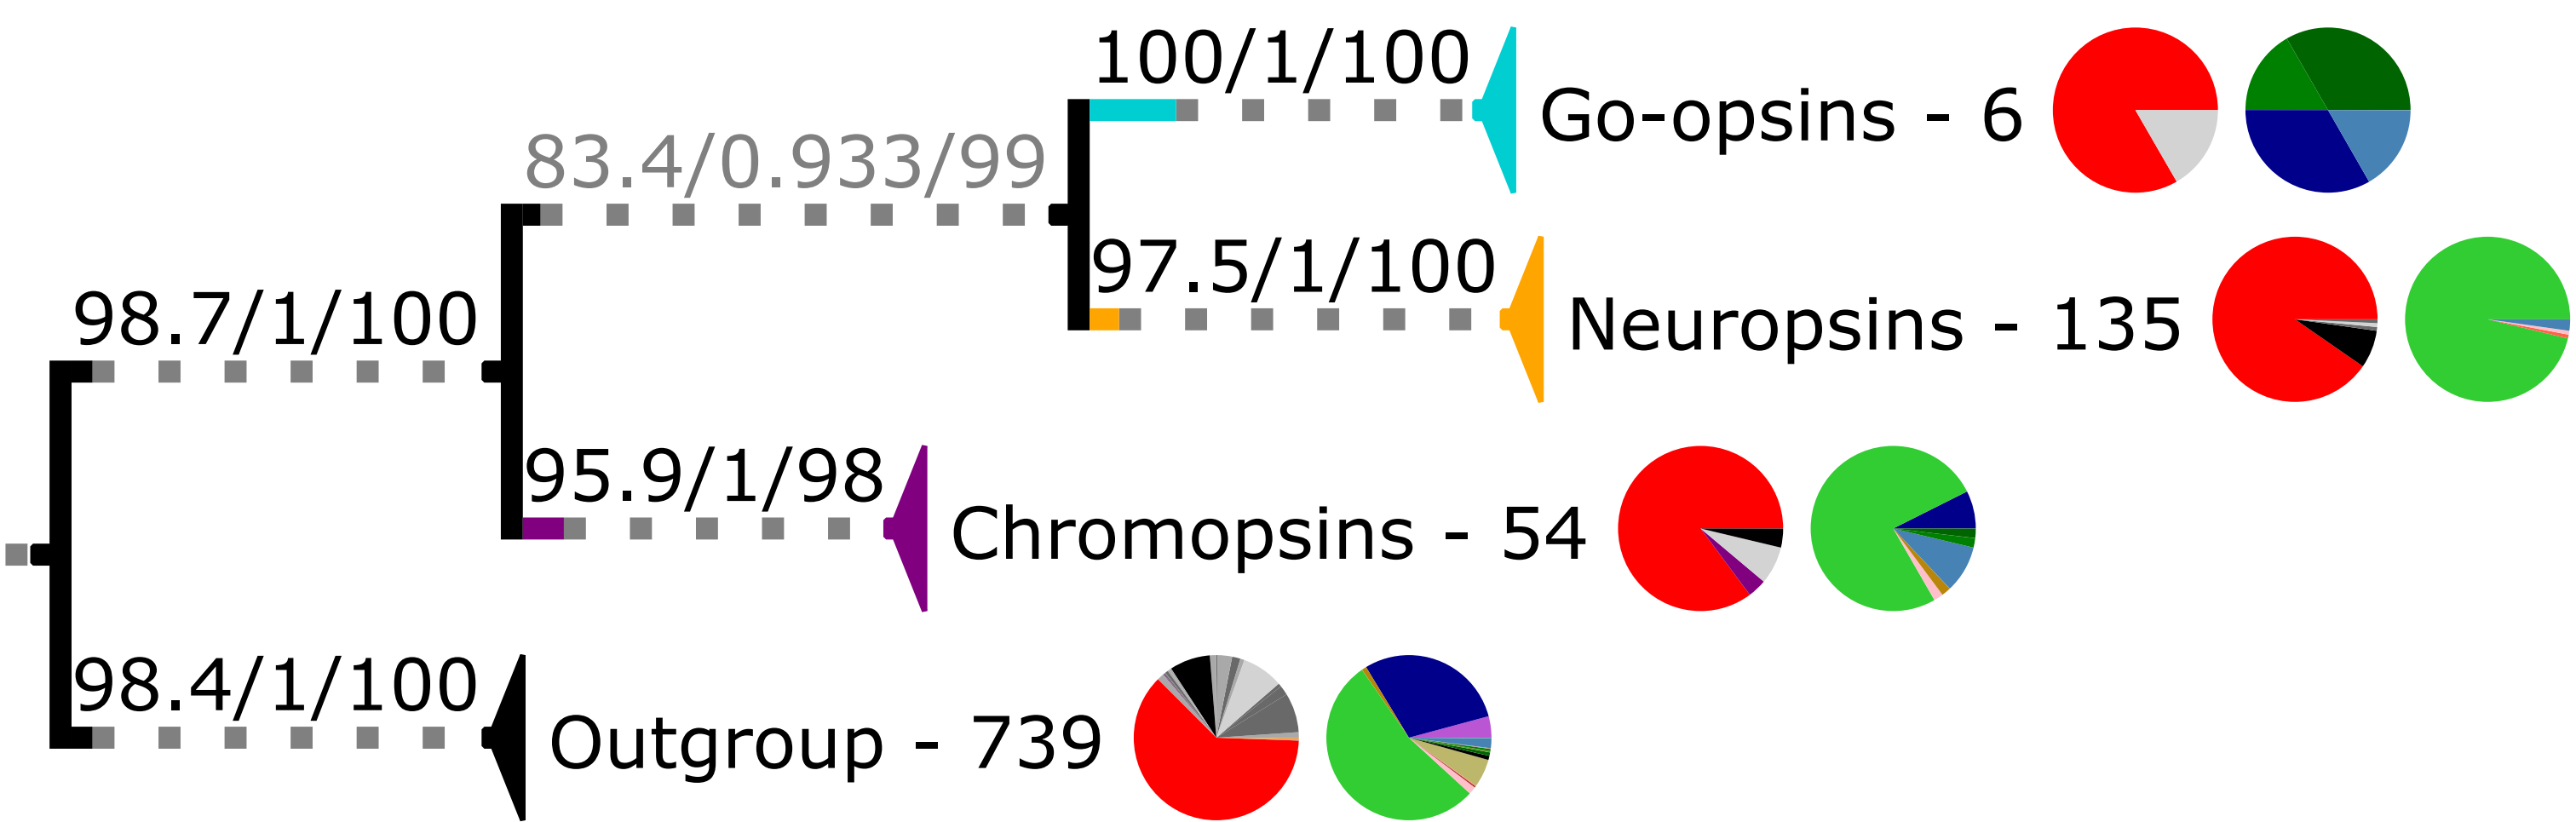 100/1/100
Go-opsins - 6
83.4/0.933/99
97.5/1/100
Neuropsins - 135
98.7/1/100
95.9/1/98
Chromopsins - 54
98.4/1/100
Outgroup - 739